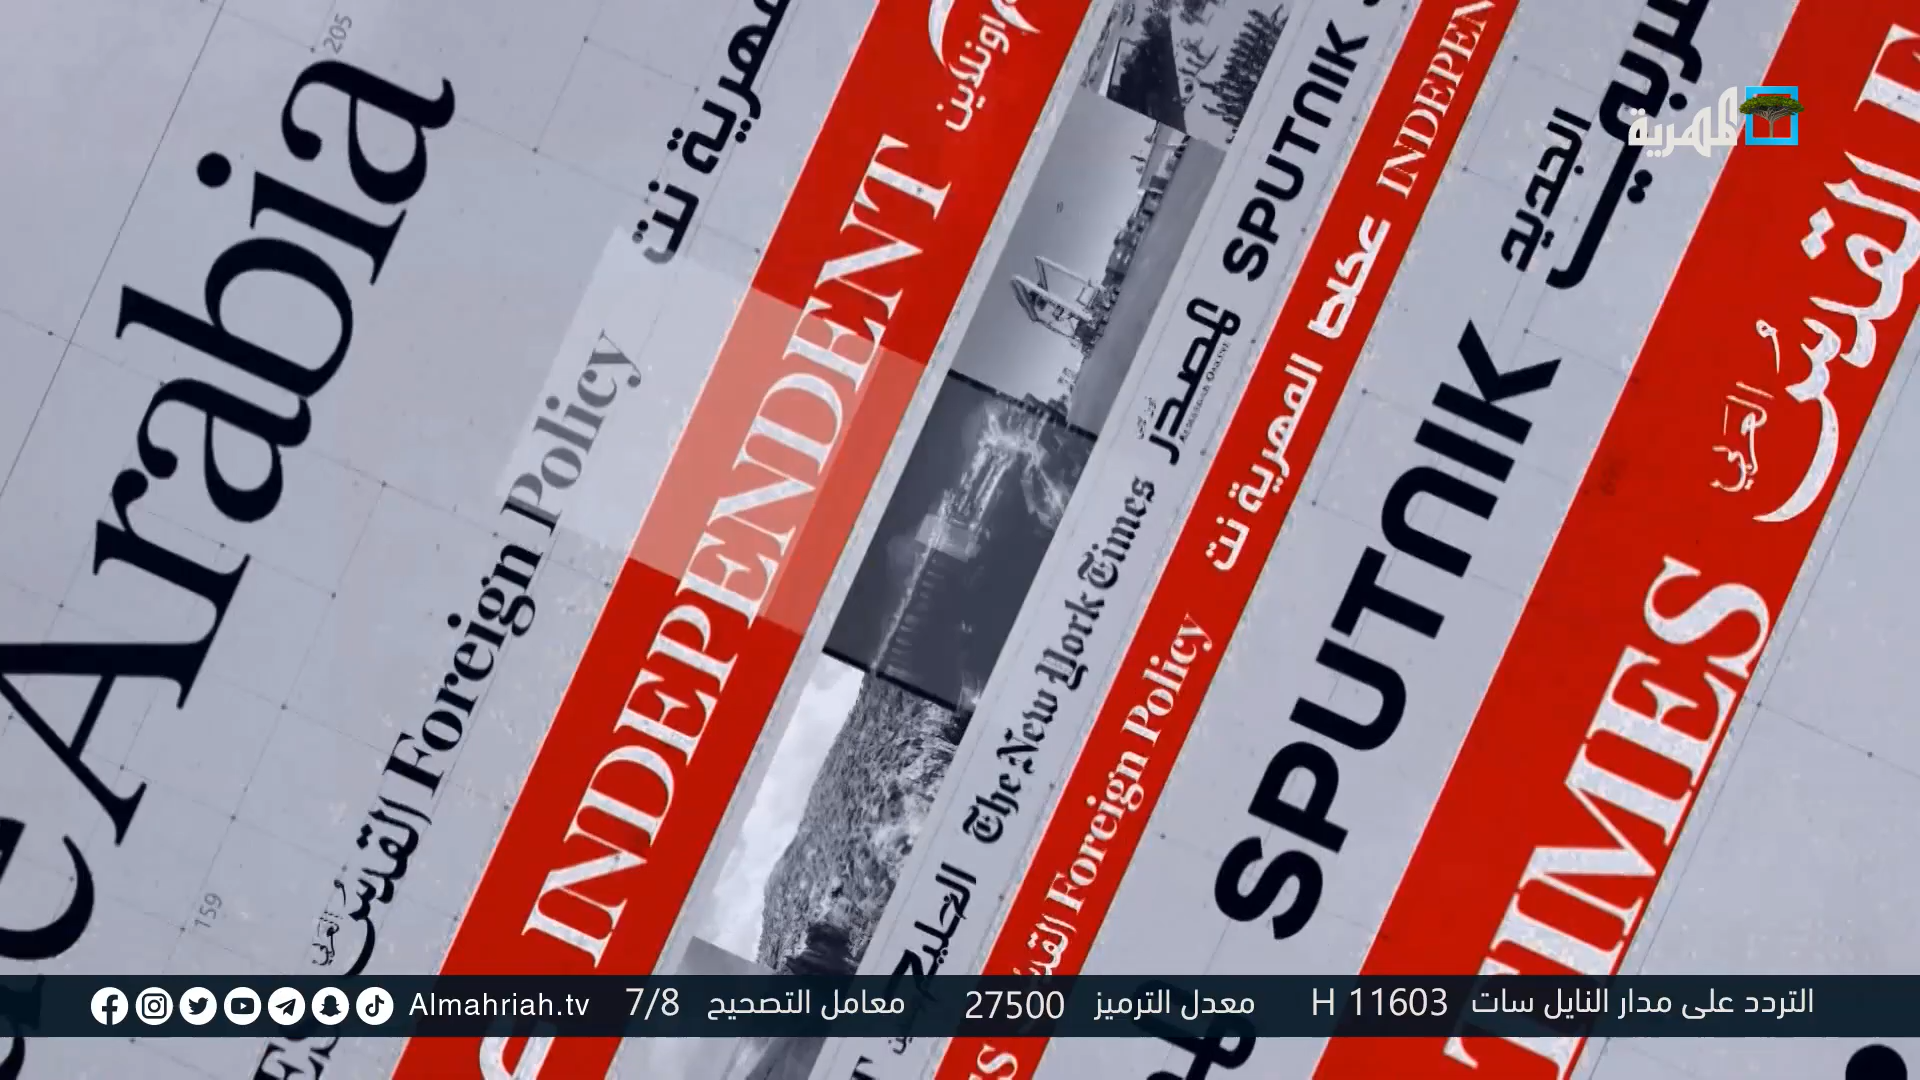 205
Arabia
المهرية نت
Foreign Policy
القدس العربي
159
اونلاين
INDEPENDENT
SPUTNIK
المصدر
The New York Times
الخليج
INDEPEN
عكاظ
المهرية نت
Foreign Policy
العربي
الجديد
SPUTNIK
القدس العربي
TIMES
المهرية
التردد على مدار النايل سات 11603 H معدل الترميز 27500 معامل التصحيح 7/8 Almahriah.tv